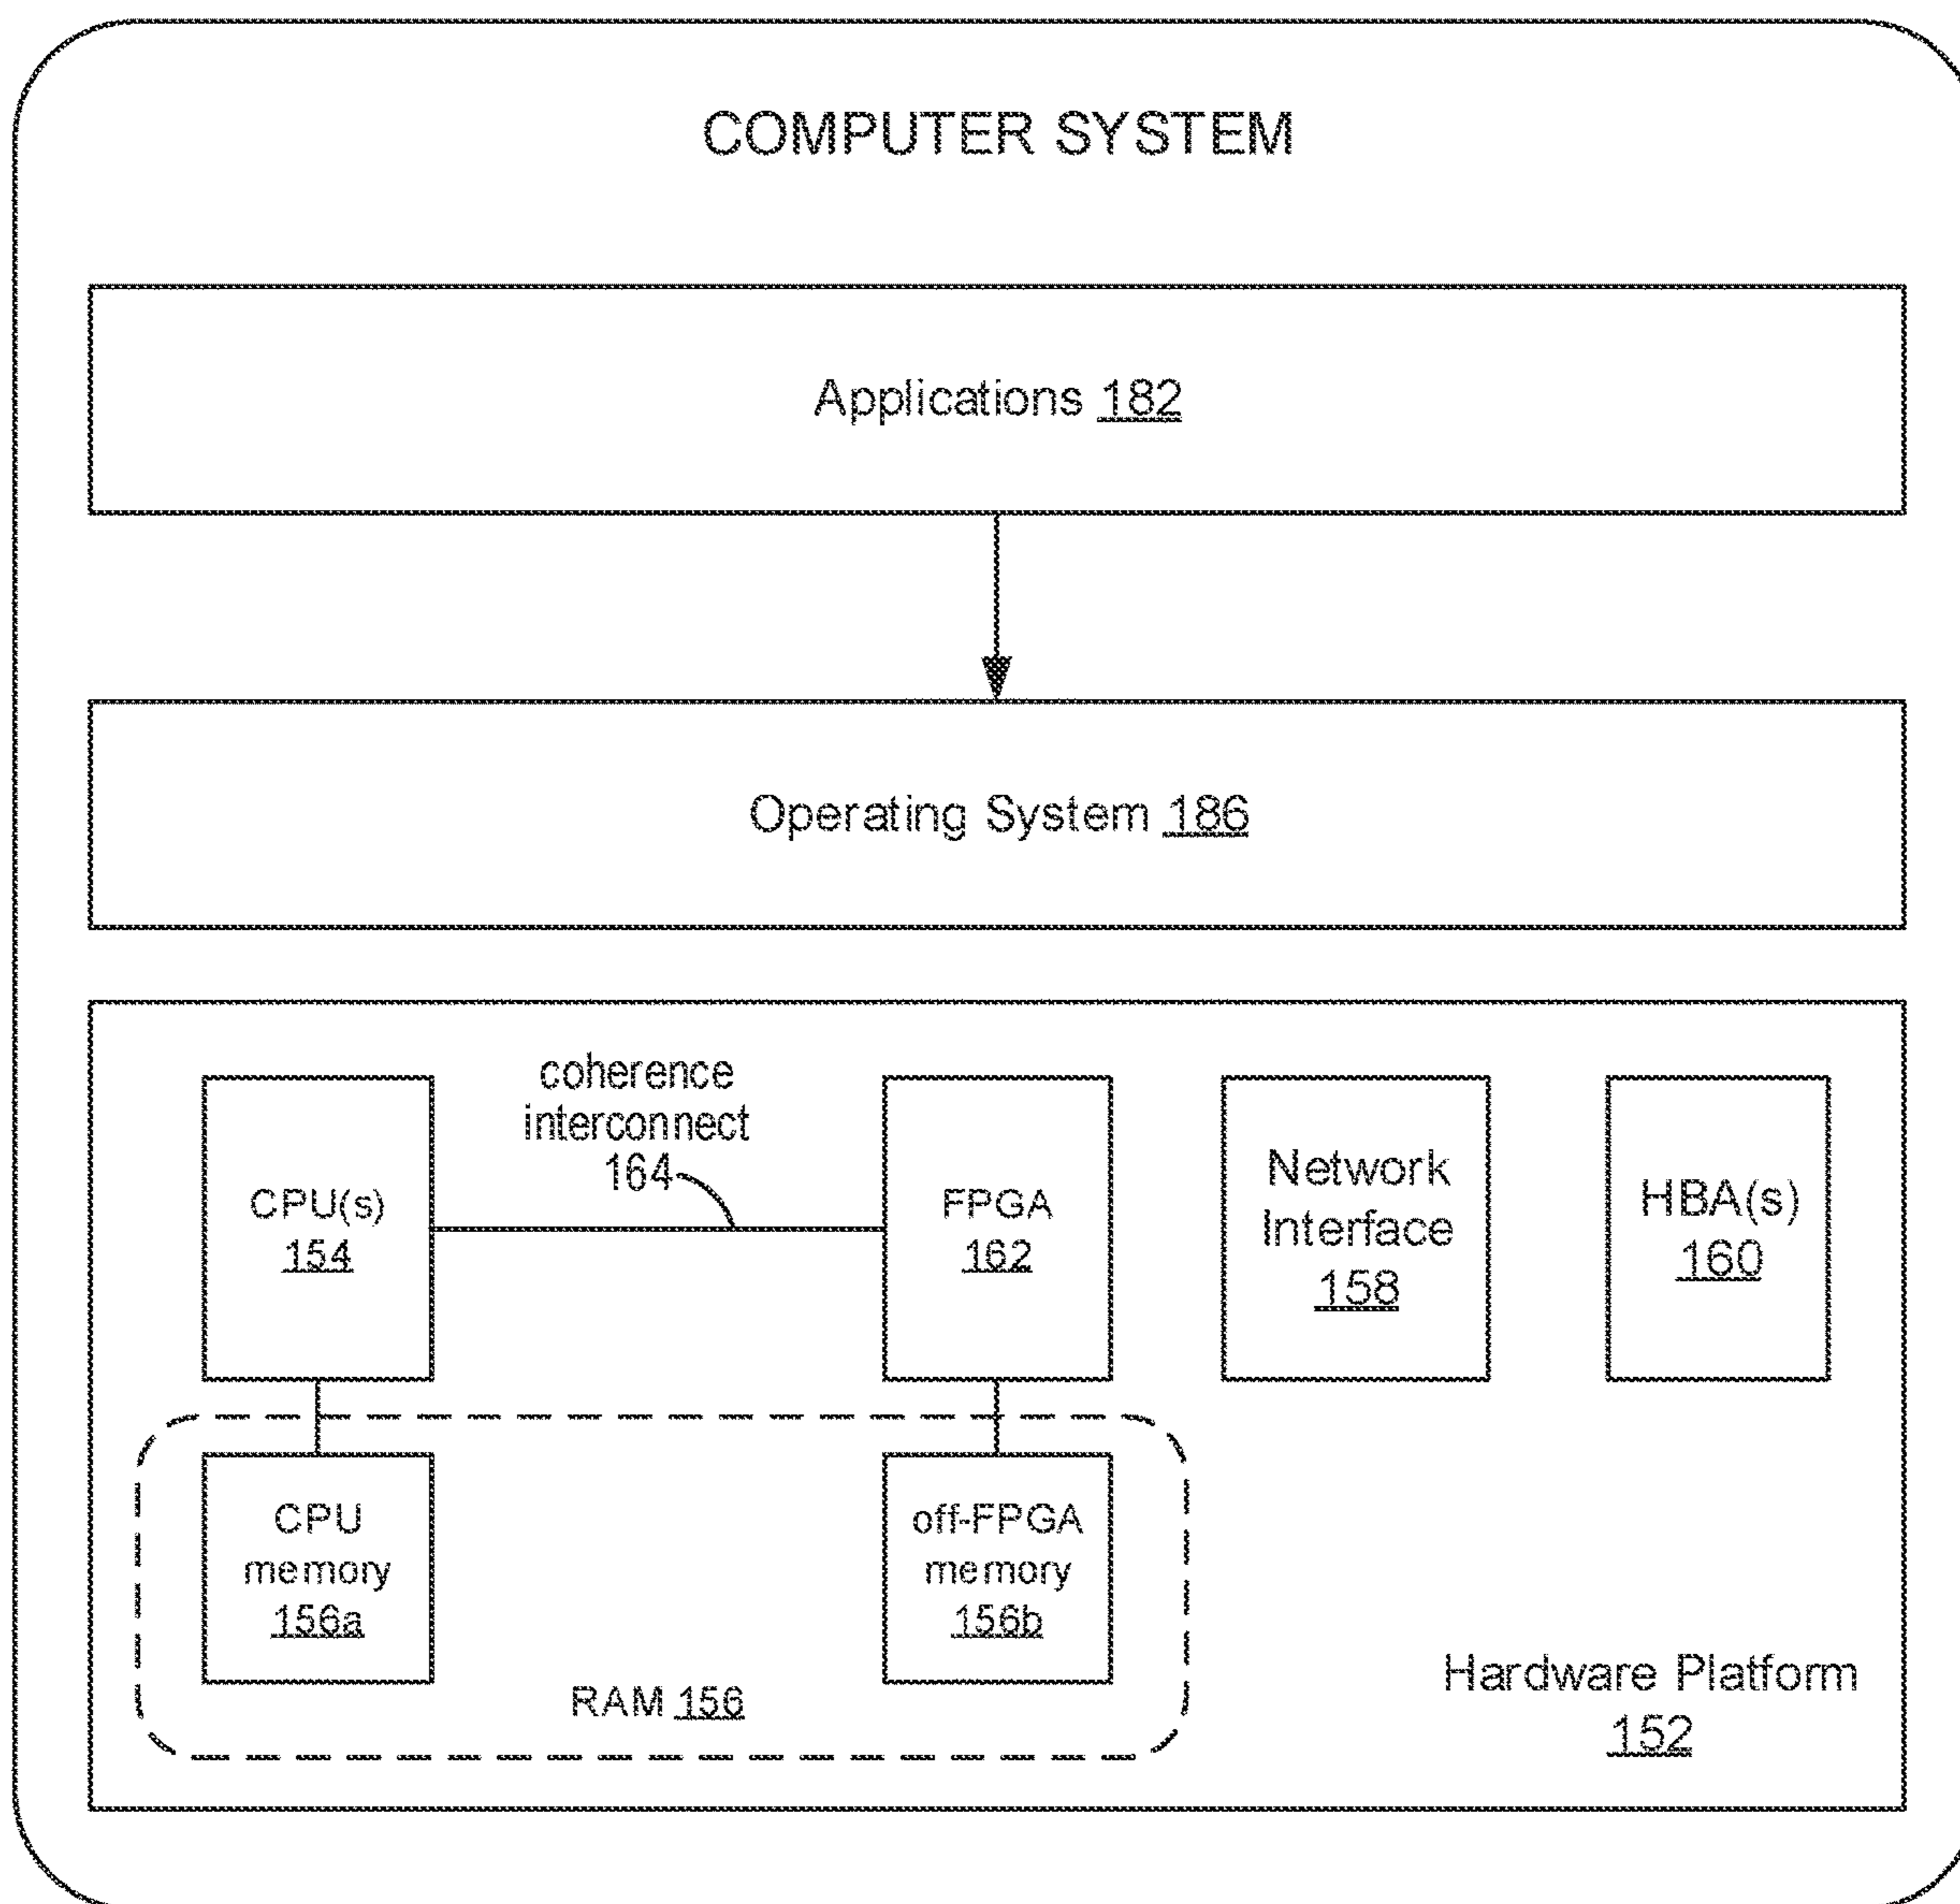 COMPUTER SYSTEM
Applications 182
Operating System 186
coherence
interconnect
164
CPU(s)
154
FPGA
162
Network
Interface
158
HBA(s)
160
CPU
memory
156a
off-FPGA
memory
156b
RAM 156
Hardware Platform
152